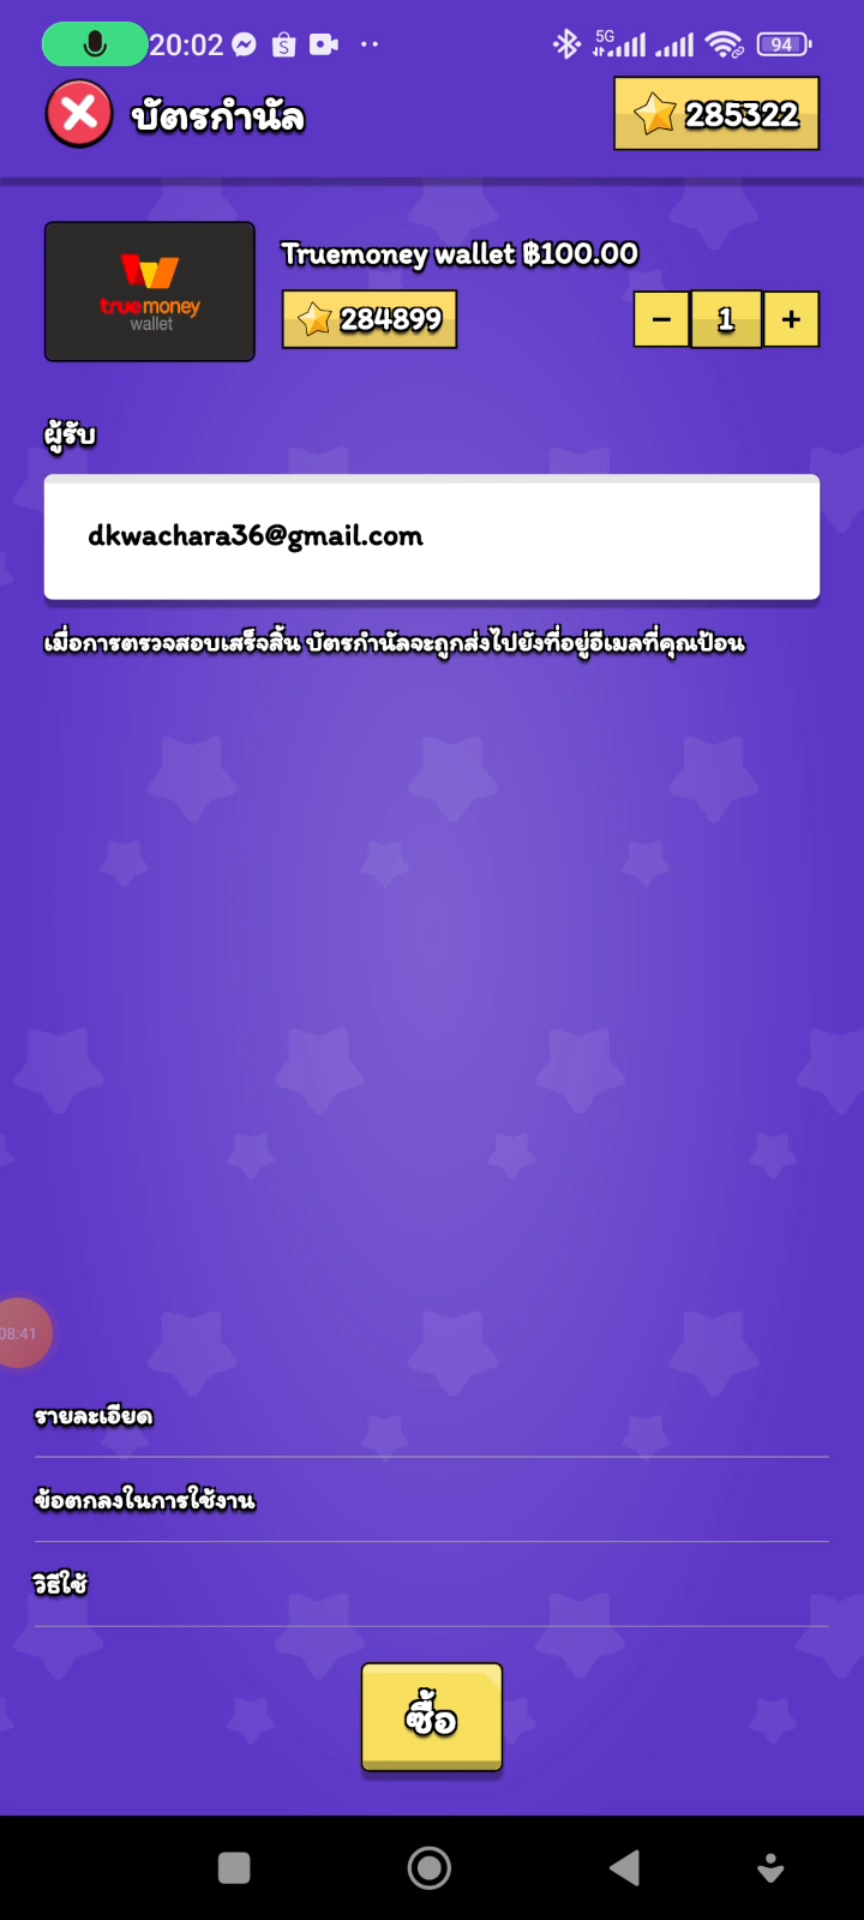 20:02
5G
94
บัตรกำนัล
285322
truemoney
wallet
Truemoney wallet ฿100.00
284899
− 1 +
ผู้รับ
dkwachara36@gmail.com
เมื่อการตรวจสอบเสร็จสิ้น บัตรกำนัลจะถูกส่งไปยังที่อยู่อีเมลที่คุณป้อน
08:41
รายละเอียด
ข้อตกลงในการใช้งาน
วิธีใช้
ซื้อ